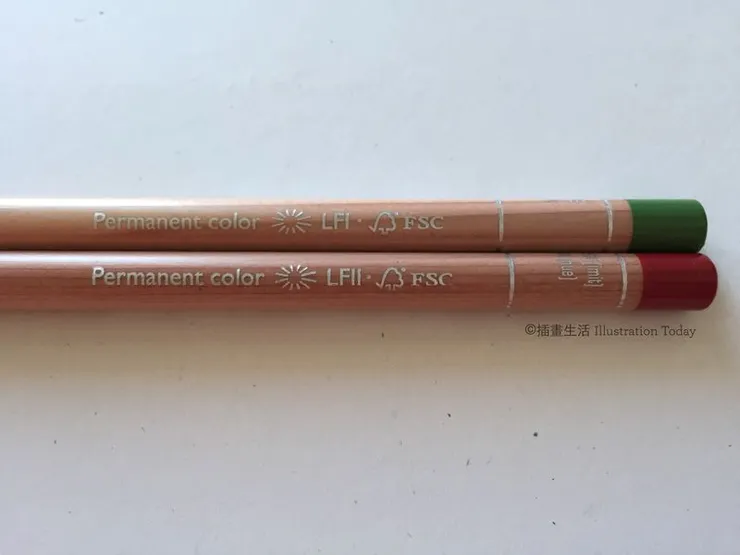 Permanent color LFI · FSC
Permanent color LFII · FSC
©插畫生活 Illustration Today